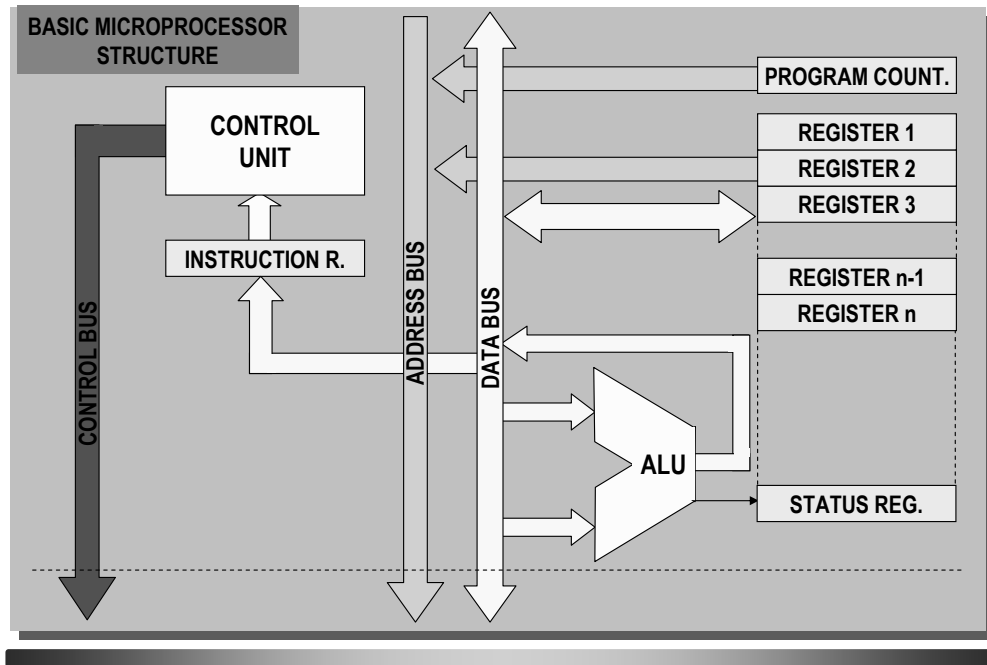 BASIC MICROPROCESSOR
STRUCTURE
PROGRAM COUNT.
CONTROL
UNIT
REGISTER 1
REGISTER 2
REGISTER 3
INSTRUCTION R.
REGISTER n-1
REGISTER n
CONTROL BUS
ADDRESS BUS
DATA BUS
ALU
STATUS REG.